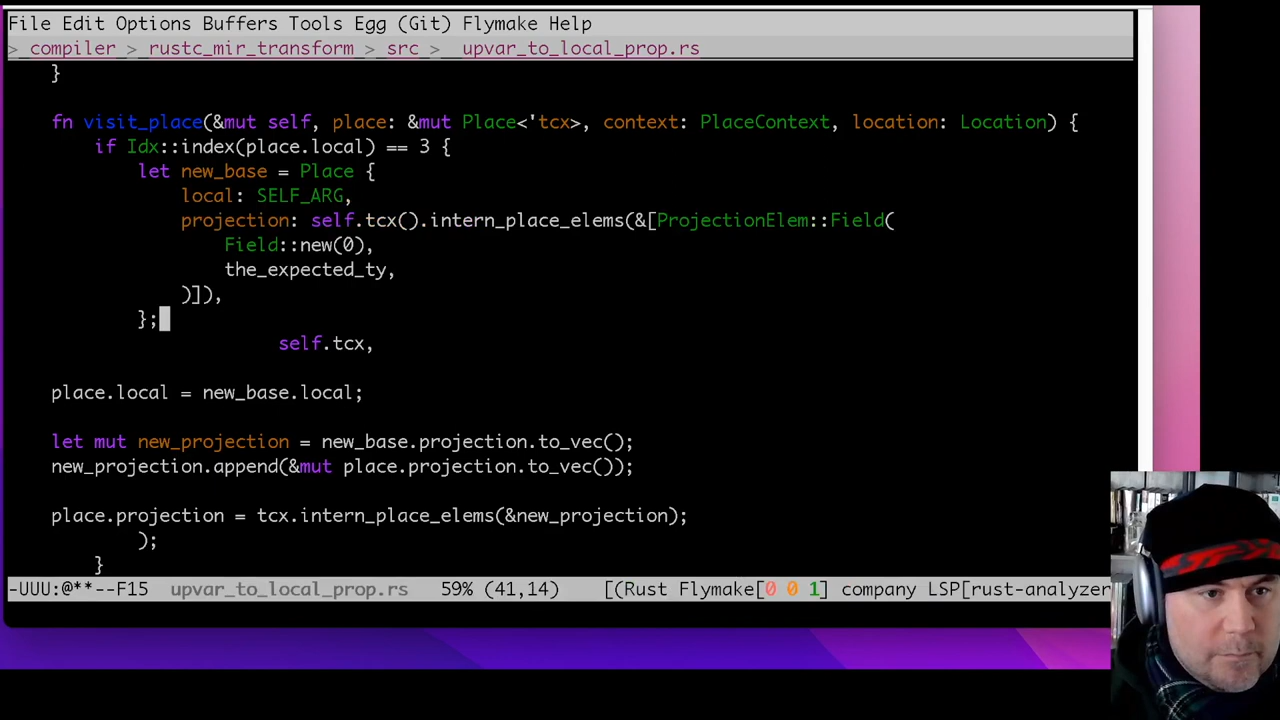 File Edit Options Buffers Tools Egg (Git) Flymake Help
> compiler > rustc_mir_transform > src > upvar_to_local_prop.rs
}
fn visit_place(&mut self, place: &mut Place<'tcx>, context: PlaceContext, location: Location) {
if Idx::index(place.local) == 3 {
let new_base = Place {
local: SELF_ARG,
projection: self.tcx().intern_place_elems(&[ProjectionElem::Field(
Field::new(0),
the_expected_ty,
)]),
};
self.tcx,
place.local = new_base.local;
let mut new_projection = new_base.projection.to_vec();
new_projection.append(&mut place.projection.to_vec());
place.projection = tcx.intern_place_elems(&new_projection);
);
}
-UUU:@**--F15 upvar_to_local_prop.rs 59% (41,14) [(Rust Flymake[0 0 1] company LSP[rust-analyzer